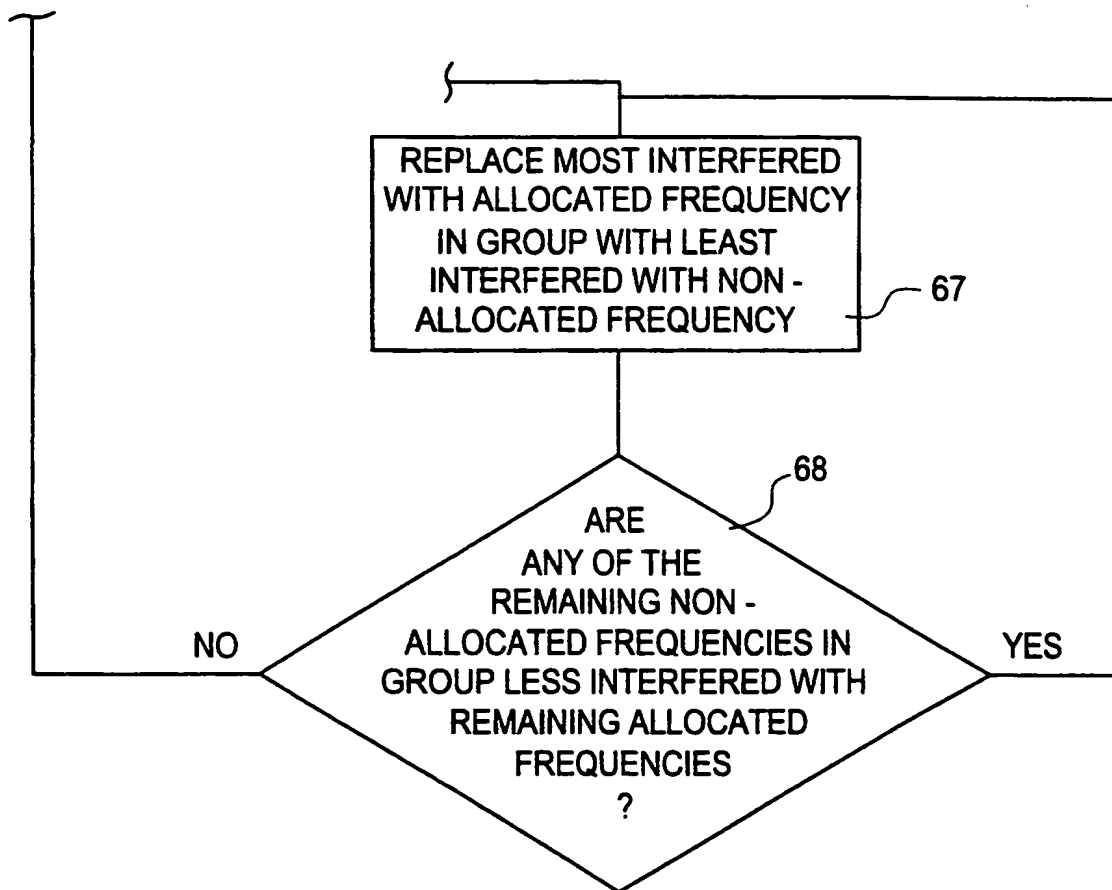 REPLACE MOST INTERFERED
WITH ALLOCATED FREQUENCY
IN GROUP WITH LEAST
INTERFERED WITH NON -
ALLOCATED FREQUENCY
67
68
ARE
ANY OF THE
REMAINING NON -
ALLOCATED FREQUENCIES IN
GROUP LESS INTERFERED WITH
REMAINING ALLOCATED
FREQUENCIES
?
NO
YES